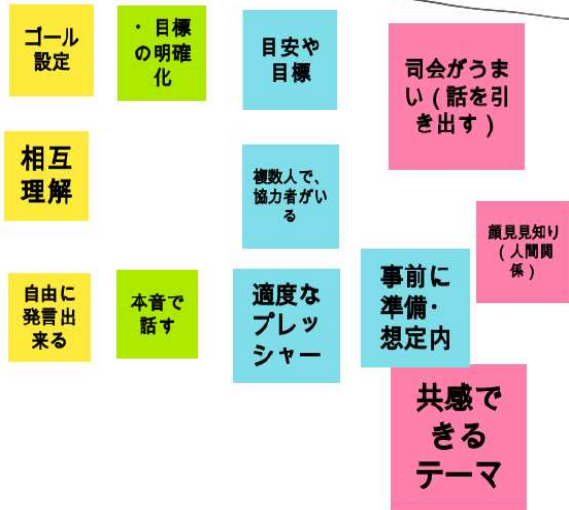 ゴール
設定
・目標
の明確
化
目安や
目標
司会がうま
い(話を引
き出す)
相互
理解
複数人で、
協力者がい
る
顔見見知り
(人間関
係)
自由に
発言出
来る
本音で
話す
適度な
プレッ
シャー
事前に
準備・
想定内
共感で
きる
テーマ